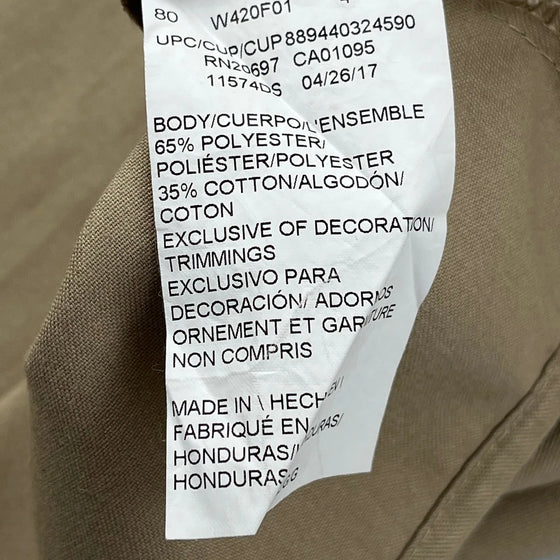 80 W420F01
UPC/CUP/CUP 889440324590
RN20697 CA01095
11574DS 04/26/17
BODY/CUERPO/L'ENSEMBLE
65% POLYESTER/
POLIÉSTER/POLYESTER
35% COTTON/ALGODÓN/
COTON
EXCLUSIVE OF DECORATION/
TRIMMINGS
EXCLUSIVO PARA
DECORACIÓN/ ADORNOS
ORNEMENT ET GARNITURE
NON COMPRIS
MADE IN \ HECHO EN \
FABRIQUÉ EN
HONDURAS/
HONDURAS/
HONDURAS